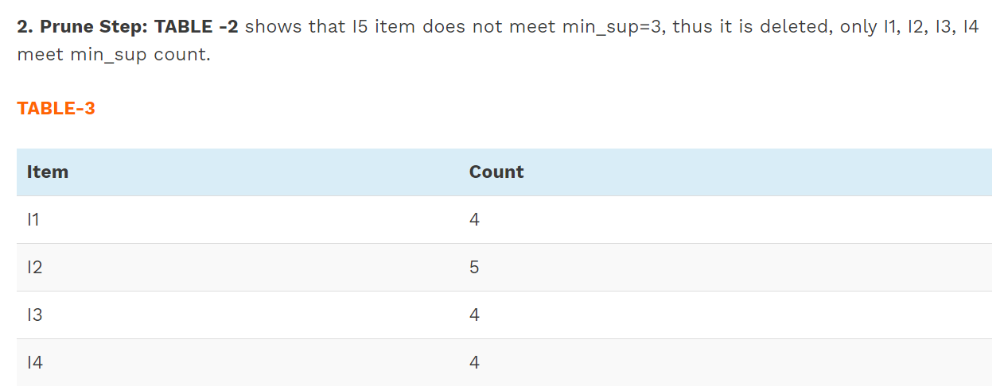 2. Prune Step: TABLE -2 shows that I5 item does not meet min_sup=3, thus it is deleted, only I1, I2, I3, I4
meet min_sup count.
TABLE-3
Item Count
I1 4
I2 5
I3 4
I4 4